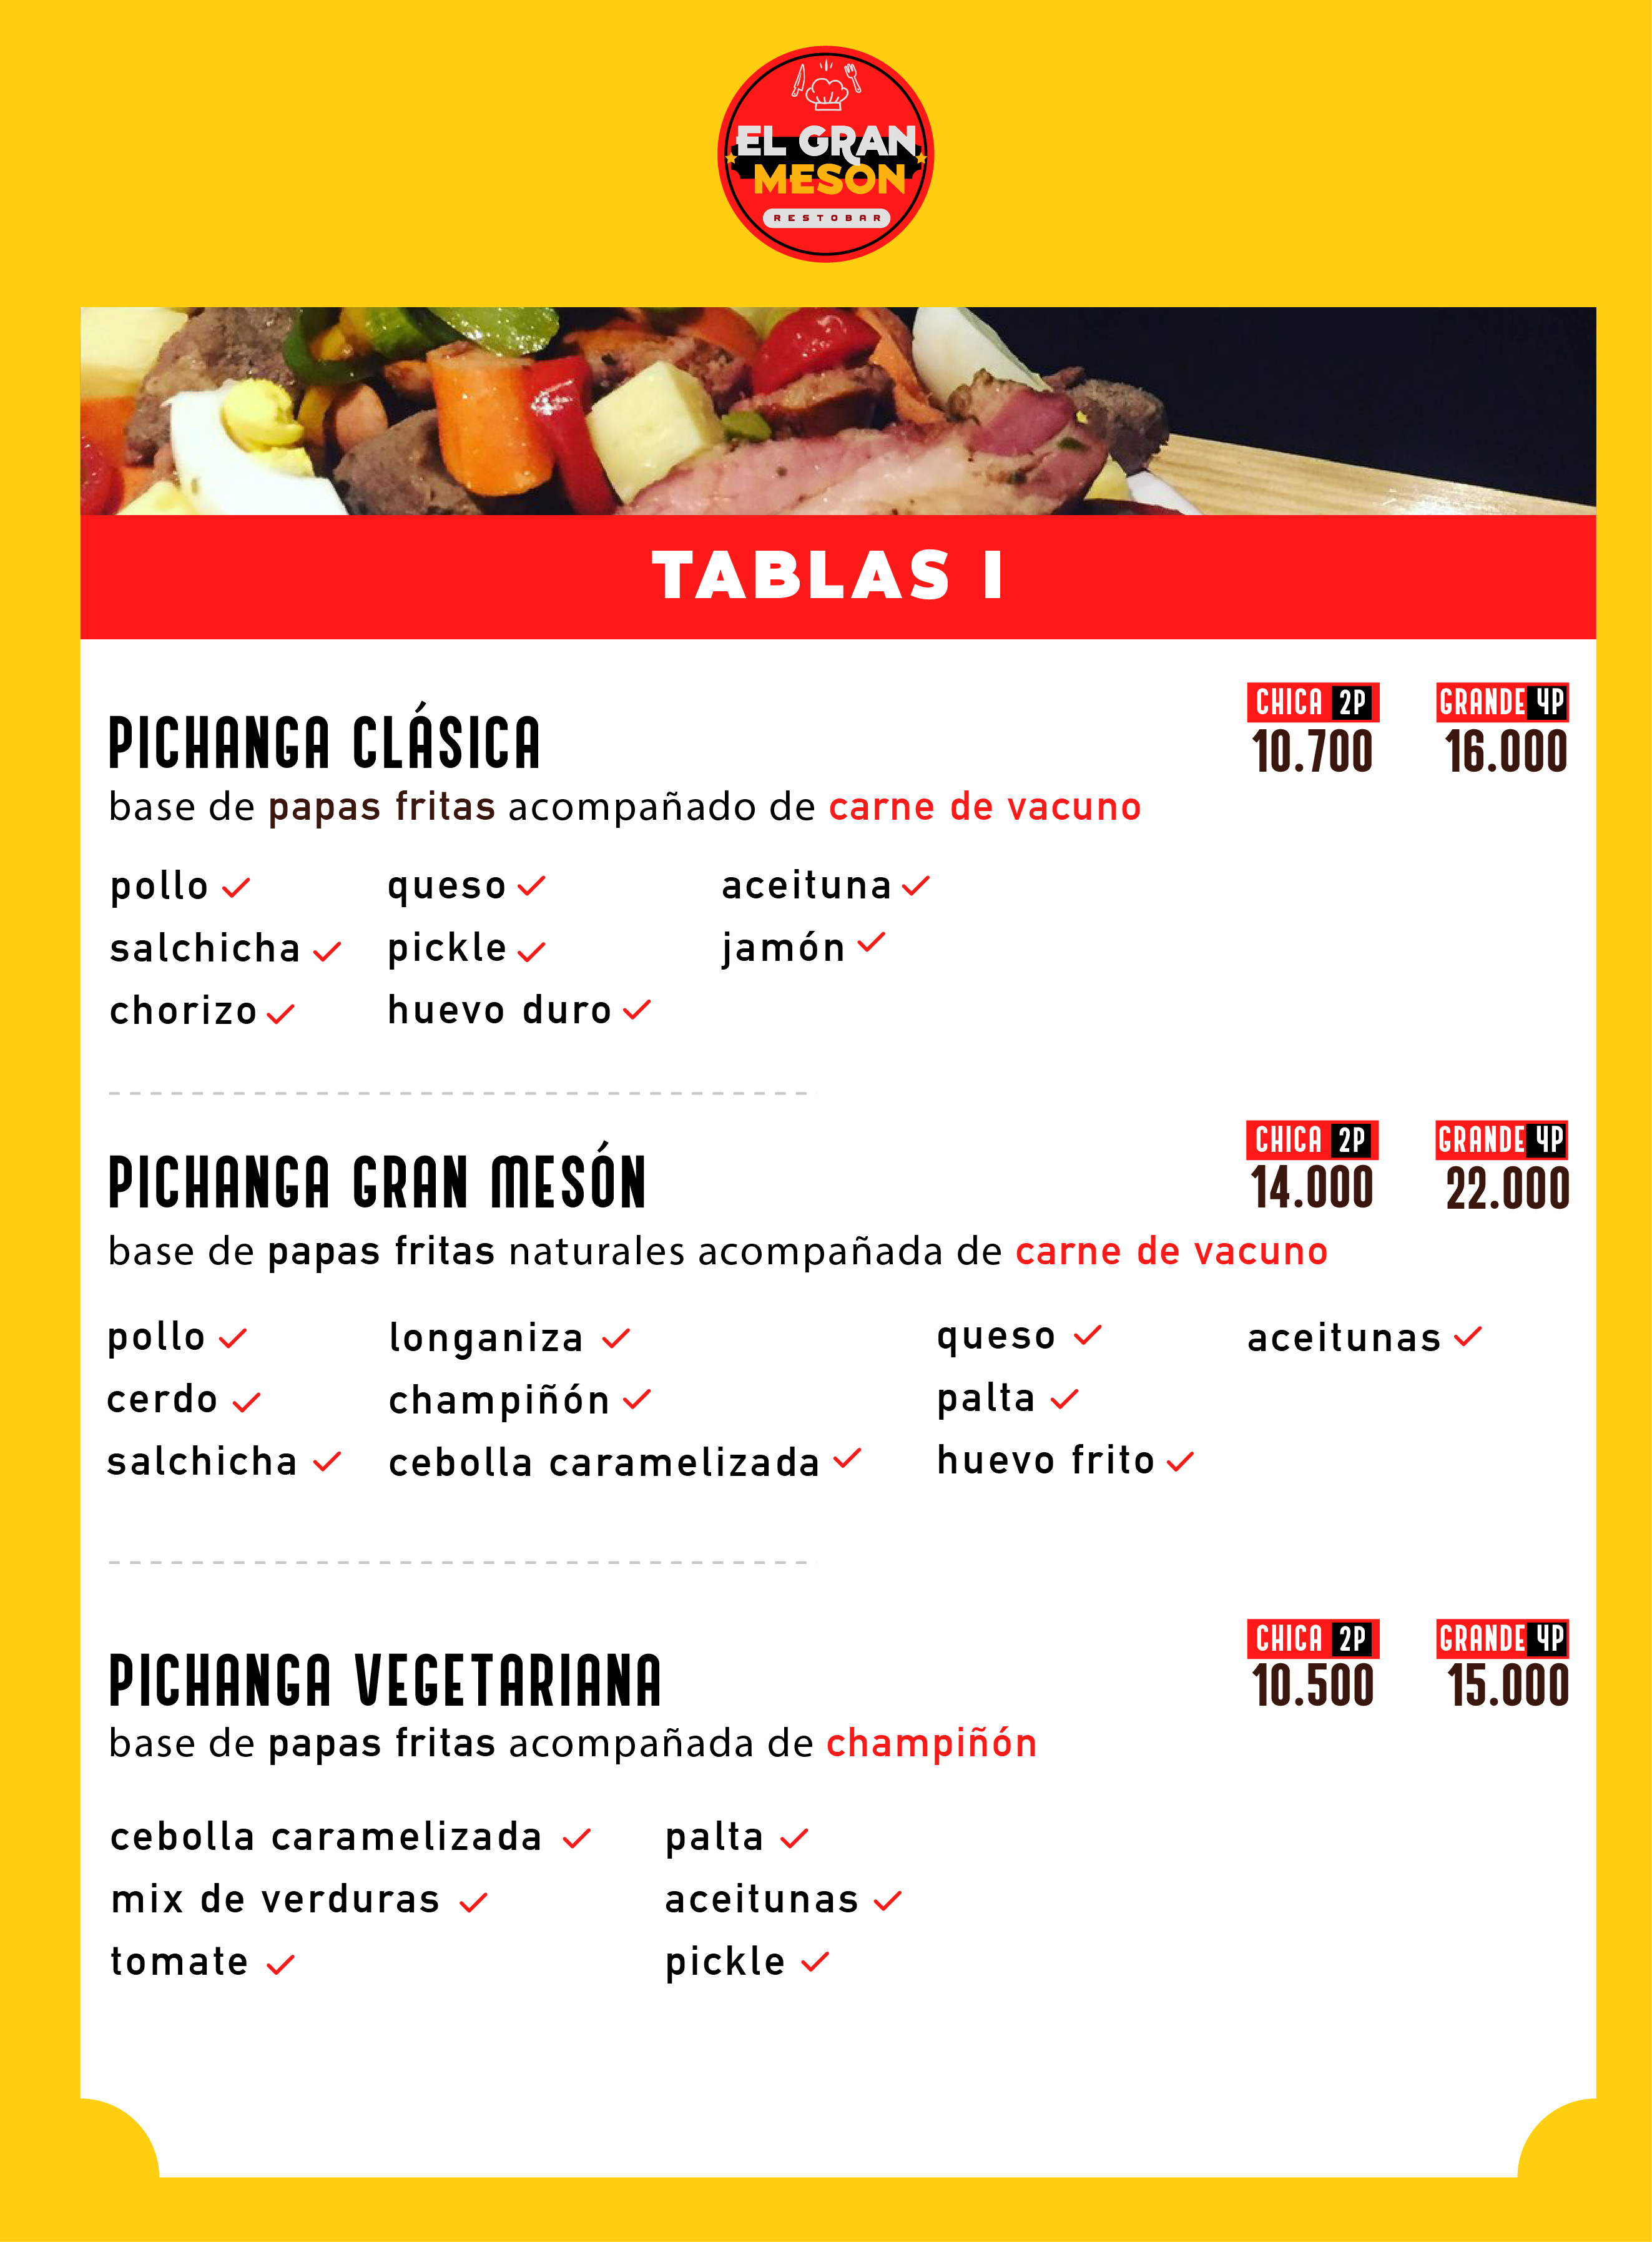 EL GRAN
MESON
RESTOBAR
TABLAS I
CHICA 2P GRANDE 4P
PICHANGA CLÁSICA 10.700 16.000
base de papas fritas acompañado de carne de vacuno
pollo queso aceituna
salchicha pickle jamón
chorizo huevo duro
CHICA 2P GRANDE 4P
PICHANGA GRAN MESÓN 14.000 22.000
base de papas fritas naturales acompañada de carne de vacuno
pollo longaniza queso aceitunas
cerdo champiñón palta
salchicha cebolla caramelizada huevo frito
CHICA 2P GRANDE 4P
PICHANGA VEGETARIANA 10.500 15.000
base de papas fritas acompañada de champiñón
cebolla caramelizada palta
mix de verduras aceitunas
tomate pickle